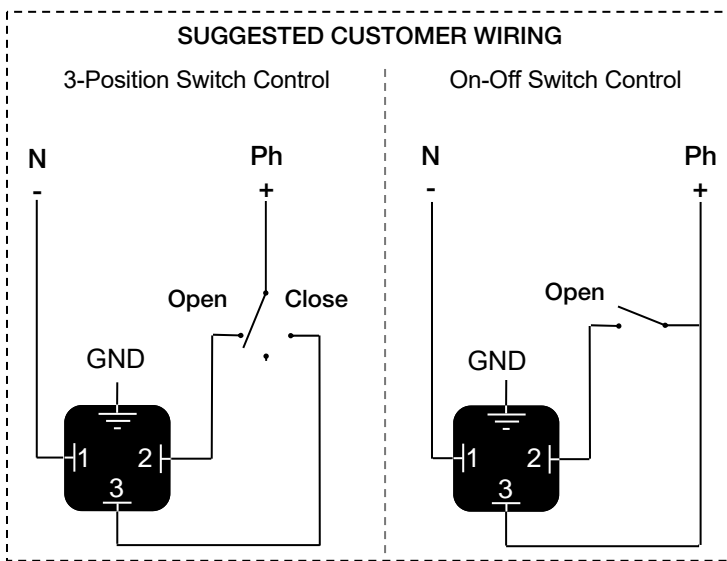 SUGGESTED CUSTOMER WIRING
3-Position Switch Control
N
Ph
-
+
Open
Close
GND
1
2
3
On-Off Switch Control
N
Ph
-
+
Open
GND
1
2
3